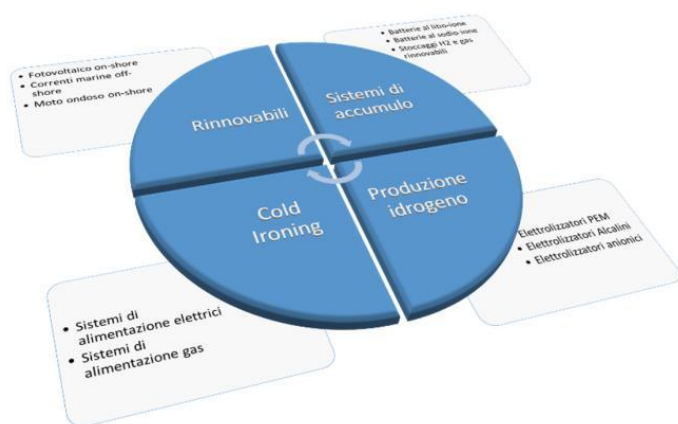 • Fotovoltaico on-shore
• Correnti marine off-
shore
• Moto ondoso on-shore
• Batterie al litio-ione
• Batterie al sodio ione
• Stoccaggi H2 e gas
rinnovabili
Rinnovabili
Sistemi di
accumulo
Cold
Ironing
Produzione
idrogeno
• Sistemi di
alimentazione elettrici
• Sistemi di
alimentazione gas
Elettrolizzatori PEM
• Elettrolizzatori Alcalini
• Elettrolizzatori anionici